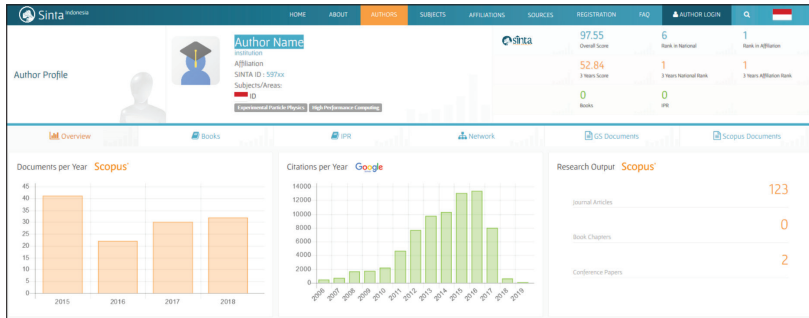 Sinta Indonesia
HOME ABOUT AUTHORS SUBJECTS AFFILIATIONS SOURCES REGISTRATION FAQ AUTHOR LOGIN
Author Profile
Author Name
Institution
Affiliation
SINTA ID : 597xx
Subjects/Areas:
ID
Experimental Particle Physics High Performance Computing
sinta
97.55
Overall Score
6
Rank in National
1
Rank in Affiliation
52.84
3 Years Score
1
3 Years National Rank
1
3 Years Affiliation Rank
0
Books
0
IPR
Overview Books IPR Network GS Documents Scopus Documents
Documents per Year Scopus
45
40
35
30
25
20
15
10
5
0
2015 2016 2017 2018
Citations per Year Google
14000
12000
10000
8000
6000
4000
2000
0
2006 2007 2008 2009 2010 2011 2012 2013 2014 2015 2016 2017 2018 2019
Research Output Scopus
123
Journal Articles
0
Book Chapters
2
Conference Papers